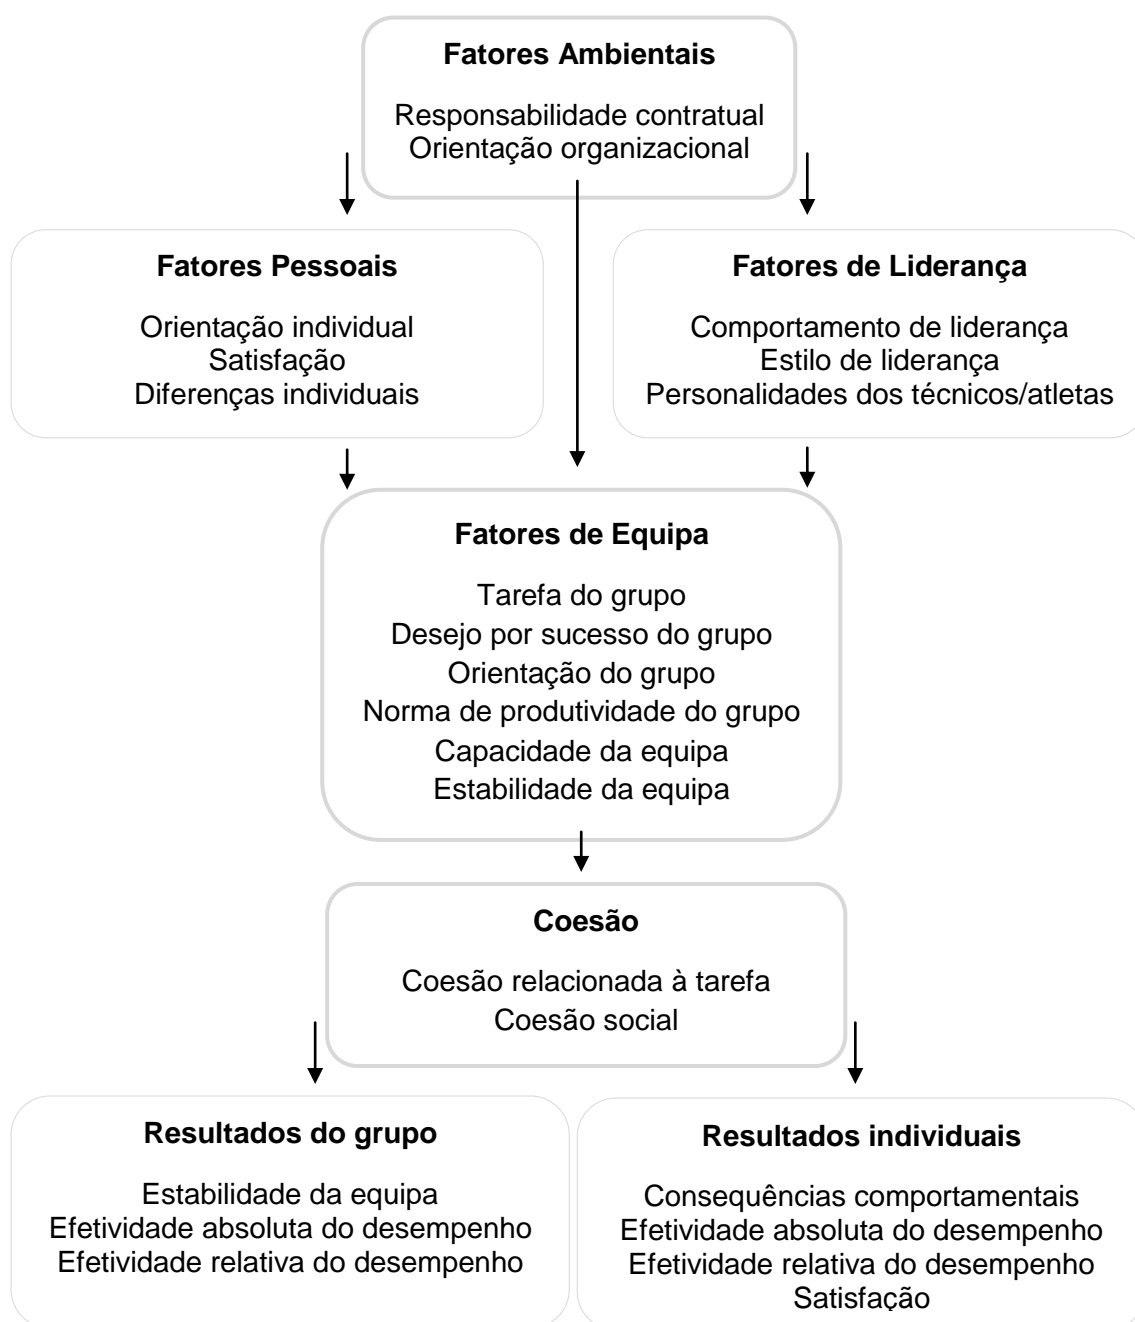 Fatores Ambientais
Responsabilidade contratual
Orientação organizacional
Fatores Pessoais
Orientação individual
Satisfação
Diferenças individuais
Fatores de Liderança
Comportamento de liderança
Estilo de liderança
Personalidades dos técnicos/atletas
Fatores de Equipa
Tarefa do grupo
Desejo por sucesso do grupo
Orientação do grupo
Norma de produtividade do grupo
Capacidade da equipa
Estabilidade da equipa
Coesão
Coesão relacionada à tarefa
Coesão social
Resultados do grupo
Estabilidade da equipa
Efetividade absoluta do desempenho
Efetividade relativa do desempenho
Resultados individuais
Consequências comportamentais
Efetividade absoluta do desempenho
Efetividade relativa do desempenho
Satisfação